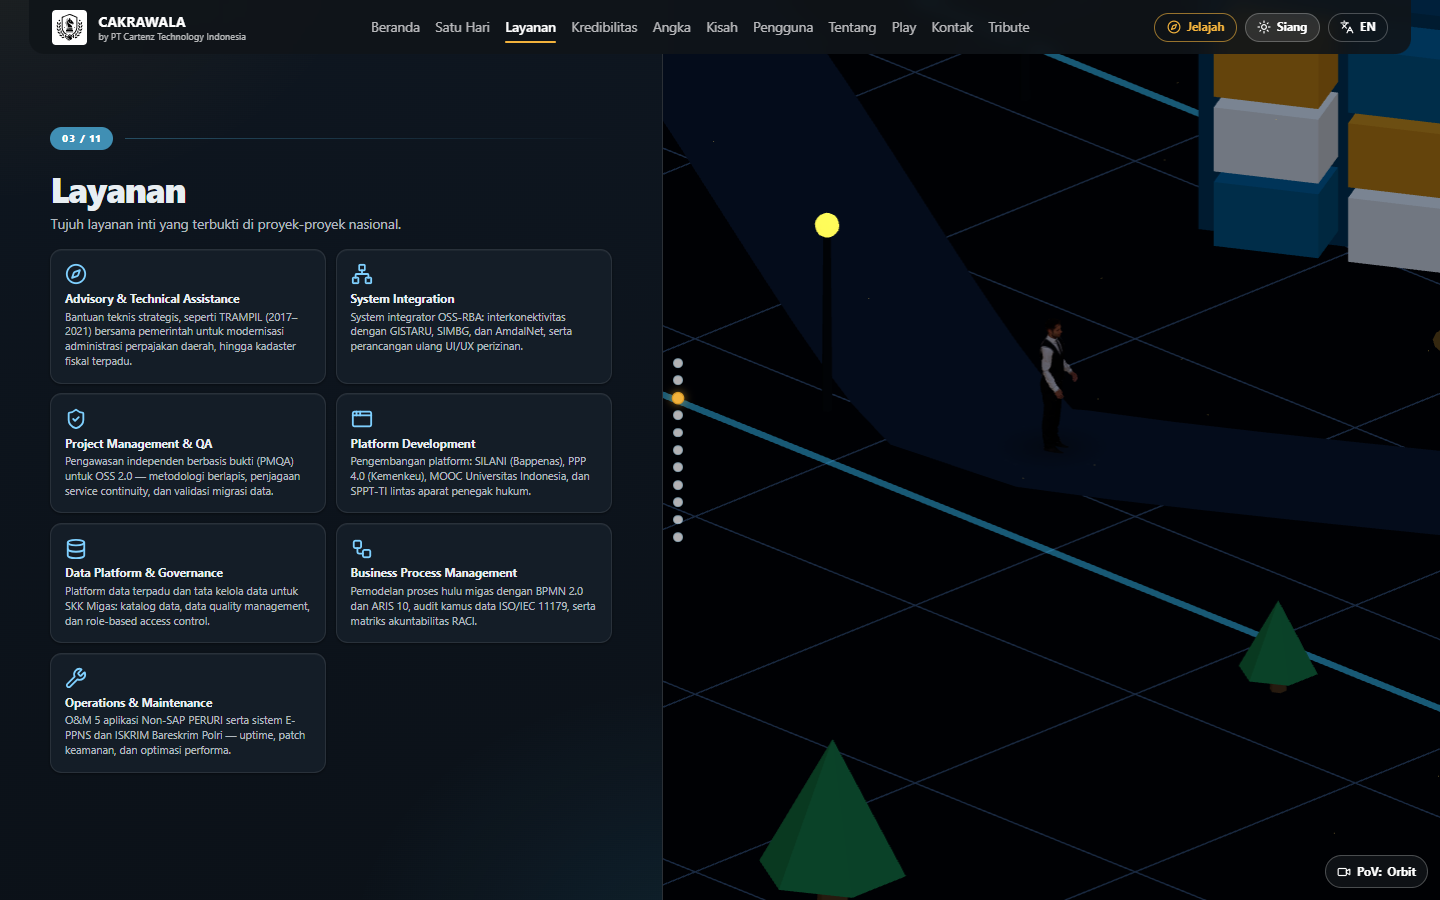 CAKRAWALA
by PT Cartenz Technology Indonesia
Beranda
Satu Hari
Layanan
Kredibilitas
Angka
Kisah
Pengguna
Tentang
Play
Kontak
Tribute
Jelajah
Siang
EN
03 / 11
Layanan
Tujuh layanan inti yang terbukti di proyek-proyek nasional.
Advisory & Technical Assistance
Bantuan teknis strategis, seperti TRAMPIL (2017–
2021) bersama pemerintah untuk modernisasi
administrasi perpajakan daerah, hingga kadaster
fiskal terpadu.
System Integration
System integrator OSS-RBA: interkonektivitas
dengan GISTARU, SIMBG, dan AmdalNet, serta
perancangan ulang UI/UX perizinan.
Project Management & QA
Pengawasan independen berbasis bukti (PMQA)
untuk OSS 2.0 — metodologi berlapis, penjagaan
service continuity, dan validasi migrasi data.
Platform Development
Pengembangan platform: SILANI (Bappenas), PPP
4.0 (Kemenkeu), MOOC Universitas Indonesia, dan
SPPT-TI lintas aparat penegak hukum.
Data Platform & Governance
Platform data terpadu dan tata kelola data untuk
SKK Migas: katalog data, data quality management,
dan role-based access control.
Business Process Management
Pemodelan proses hulu migas dengan BPMN 2.0
dan ARIS 10, audit kamus data ISO/IEC 11179, serta
matriks akuntabilitas RACI.
Operations & Maintenance
O&M 5 aplikasi Non-SAP PERURI serta sistem E-
PPNS dan ISKRIM Bareskrim Polri — uptime, patch
keamanan, dan optimasi performa.
PoV: Orbit